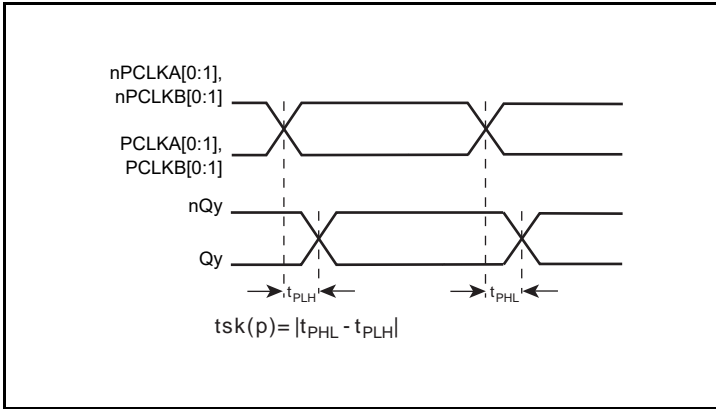 nPCLKA[0:1],
nPCLKB[0:1]
PCLKA[0:1],
PCLKB[0:1]
nQy
Qy
tPLH
tPHL
tsk(p)= |tPHL - tPLH|